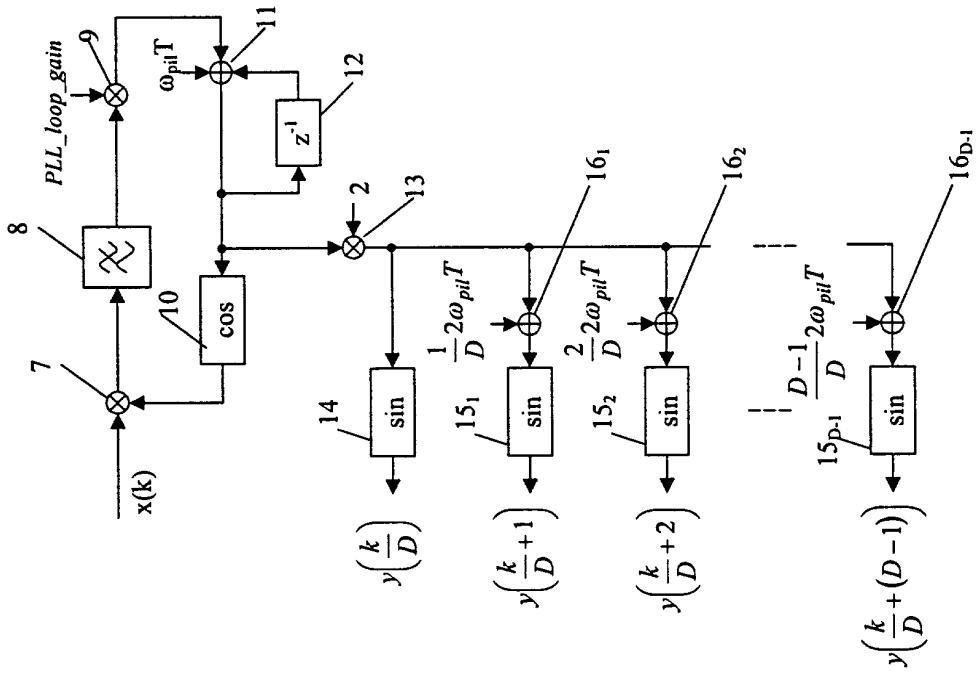 x(k)
7
8
PLL_loop_gain
9
10
cos
ω_pil T
11
12
z^-1
2
13
14
sin
y(k/D)
1/D 2ω_pil T
16_1
15_1
sin
y(k/D + 1)
2/D 2ω_pil T
16_2
15_2
sin
y(k/D + 2)
D-1/D 2ω_pil T
16_D-1
15_D-1
sin
y(k/D + (D-1))